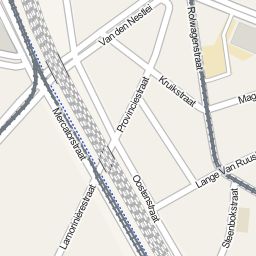 Van den Nestlei
Rolwagenstraat
Kruikstraat
Mag
Provinciestraat
Mercatorstraat
Lange Van Ruus
Oostenstraat
Lamorinièrestraat
Steenbokstraat